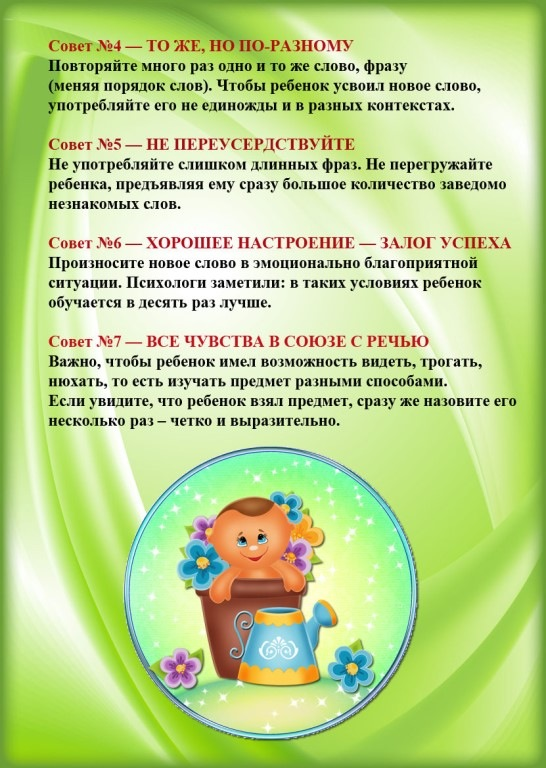 Совет №4 — ТО ЖЕ, НО ПО-РАЗНОМУ
Повторяйте много раз одно и то же слово, фразу
(меняя порядок слов). Чтобы ребенок усвоил новое слово,
употребляйте его не единожды и в разных контекстах.
Совет №5 — НЕ ПЕРЕУСЕРДСТВУЙТЕ
Не употребляйте слишком длинных фраз. Не перегружайте
ребенка, предъявляя ему сразу большое количество заведомо
незнакомых слов.
Совет №6 — ХОРОШЕЕ НАСТРОЕНИЕ — ЗАЛОГ УСПЕХА
Произносите новое слово в эмоционально благоприятной
ситуации. Психологи заметили: в таких условиях ребенок
обучается в десять раз лучше.
Совет №7 — ВСЕ ЧУВСТВА В СОЮЗЕ С РЕЧЬЮ
Важно, чтобы ребенок имел возможность видеть, трогать,
нюхать, то есть изучать предмет разными способами.
Если увидите, что ребенок взял предмет, сразу же назовите его
несколько раз – четко и выразительно.